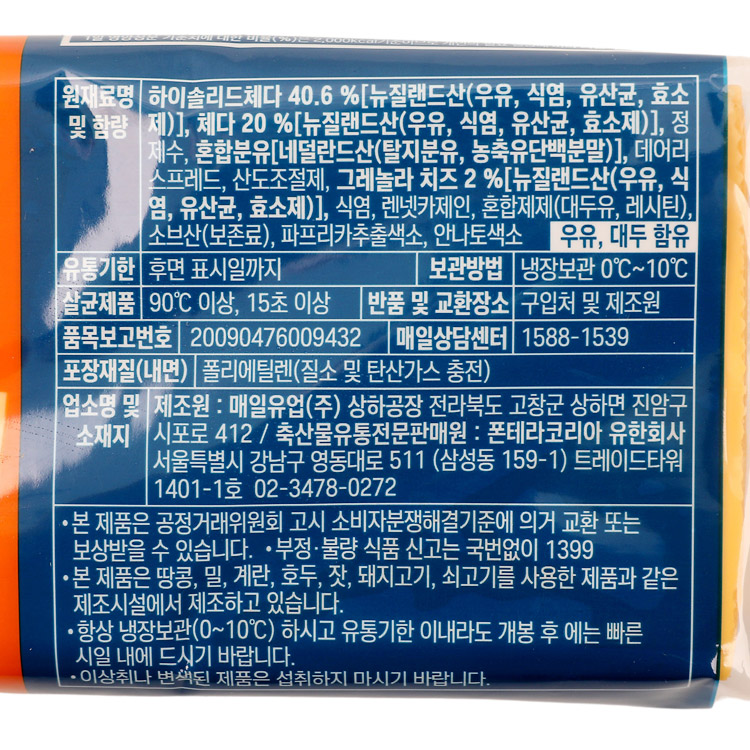 원재료명 하이솔리드체다 40.6 %[뉴질랜드산(우유, 식염, 유산균, 효소
및 함량 제)], 체다 20 %[뉴질랜드산(우유, 식염, 유산균, 효소제)], 정
제수, 혼합분유[네덜란드산(탈지분유, 농축유단백분말)], 데어리
스프레드, 산도조절제, 그레놀라 치즈 2 %[뉴질랜드산(우유, 식
염, 유산균, 효소제)], 식염, 렌넷카제인, 혼합제제(대두유, 레시틴),
소브산(보존료), 파프리카추출색소, 안나토색소 우유, 대두 함유
유통기한 후면 표시일까지 보관방법 냉장보관 0℃~10℃
살균제품 90℃ 이상, 15초 이상 반품 및 교환장소 구입처 및 제조원
품목보고번호 20090476009432 매일상담센터 1588-1539
포장재질(내면) 폴리에틸렌(질소 및 탄산가스 충전)
업소명 및 제조원 : 매일유업(주) 상하공장 전라북도 고창군 상하면 진암구
소재지 시포로 412 / 축산물유통전문판매원 : 폰테라코리아 유한회사
서울특별시 강남구 영동대로 511 (삼성동 159-1) 트레이드타워
1401-1호 02-3478-0272
•본 제품은 공정거래위원회 고시 소비자분쟁해결기준에 의거 교환 또는
보상받을 수 있습니다. •부정·불량 식품 신고는 국번없이 1399
•본 제품은 땅콩, 밀, 계란, 호두, 잣, 돼지고기, 쇠고기를 사용한 제품과 같은
제조시설에서 제조하고 있습니다.
•항상 냉장보관(0~10℃) 하시고 유통기한 이내라도 개봉 후 에는 빠른
시일 내에 드시기 바랍니다.
•이상취나 변색된 제품은 섭취하지 마시기 바랍니다.